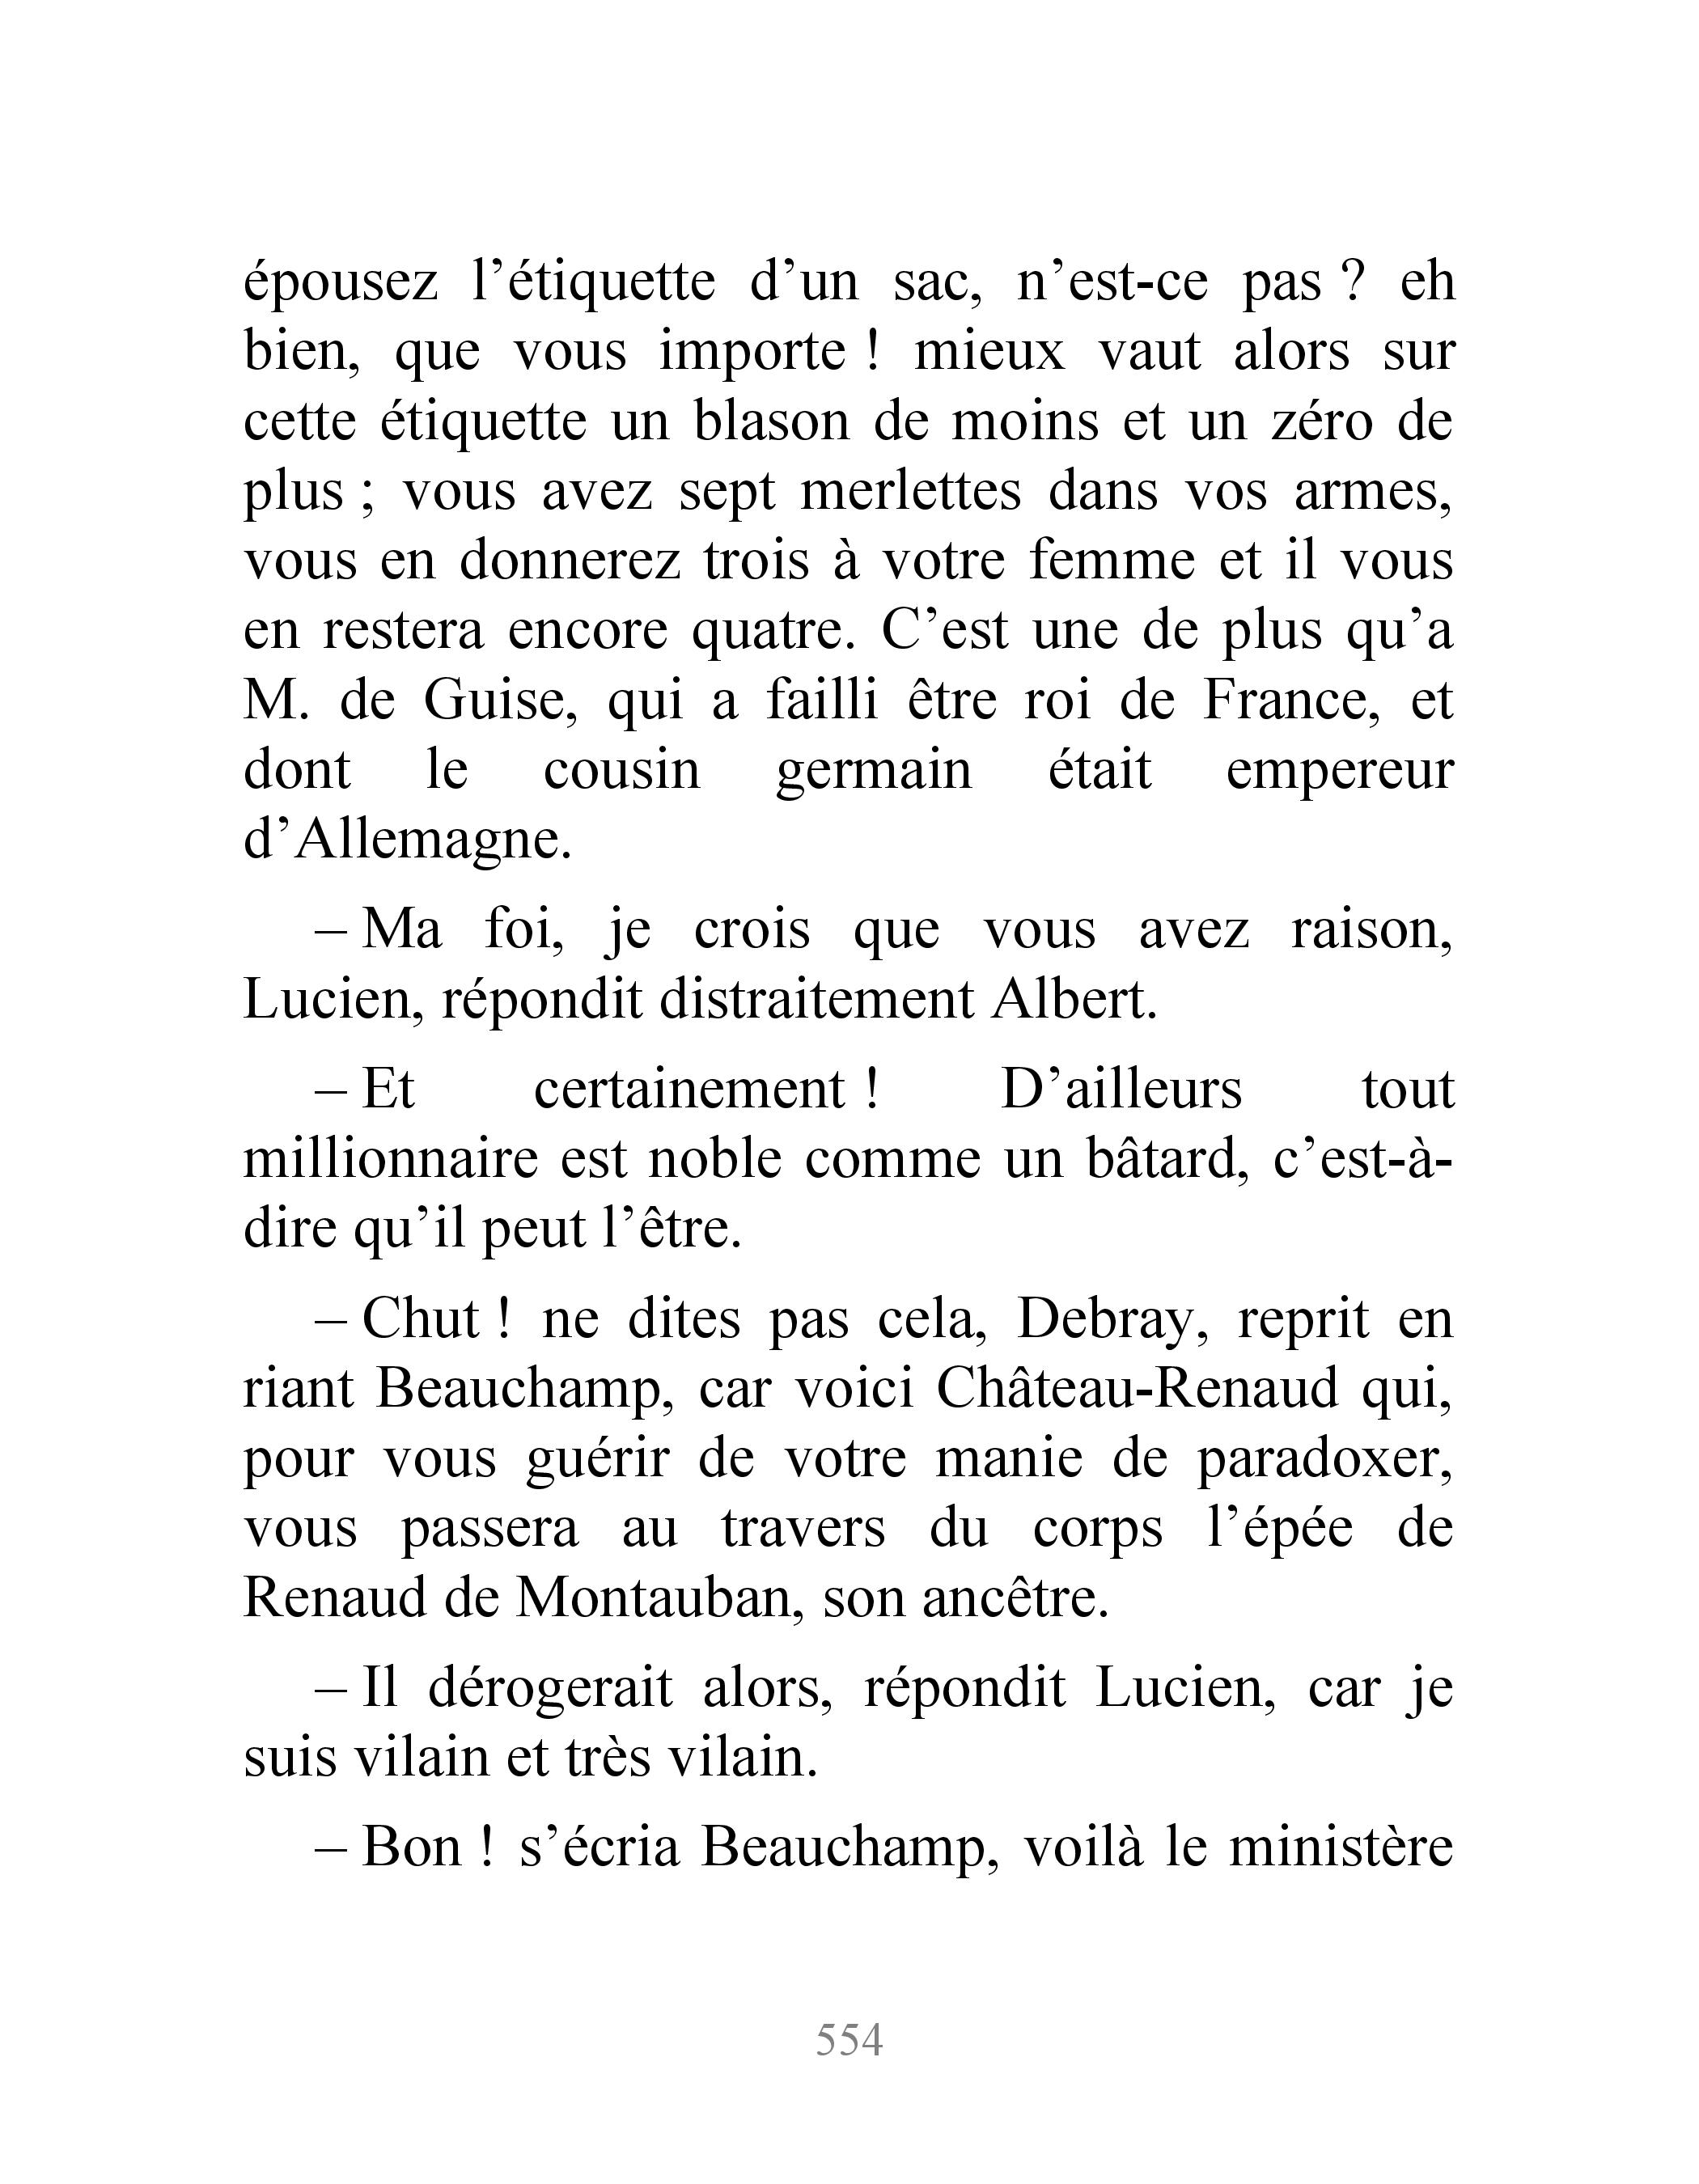 épousez l’étiquette d’un sac, n’est-ce pas ? eh
bien, que vous importe ! mieux vaut alors sur
cette étiquette un blason de moins et un zéro de
plus ; vous avez sept merlettes dans vos armes,
vous en donnerez trois à votre femme et il vous
en restera encore quatre. C’est une de plus qu’a
M. de Guise, qui a failli être roi de France, et
dont le cousin germain était empereur
d’Allemagne.
– Ma foi, je crois que vous avez raison,
Lucien, répondit distraitement Albert.
– Et certainement ! D’ailleurs tout
millionnaire est noble comme un bâtard, c’est-à-
dire qu’il peut l’être.
– Chut ! ne dites pas cela, Debray, reprit en
riant Beauchamp, car voici Château-Renaud qui,
pour vous guérir de votre manie de paradoxer,
vous passera au travers du corps l’épée de
Renaud de Montauban, son ancêtre.
– Il dérogerait alors, répondit Lucien, car je
suis vilain et très vilain.
– Bon ! s’écria Beauchamp, voilà le ministère
554